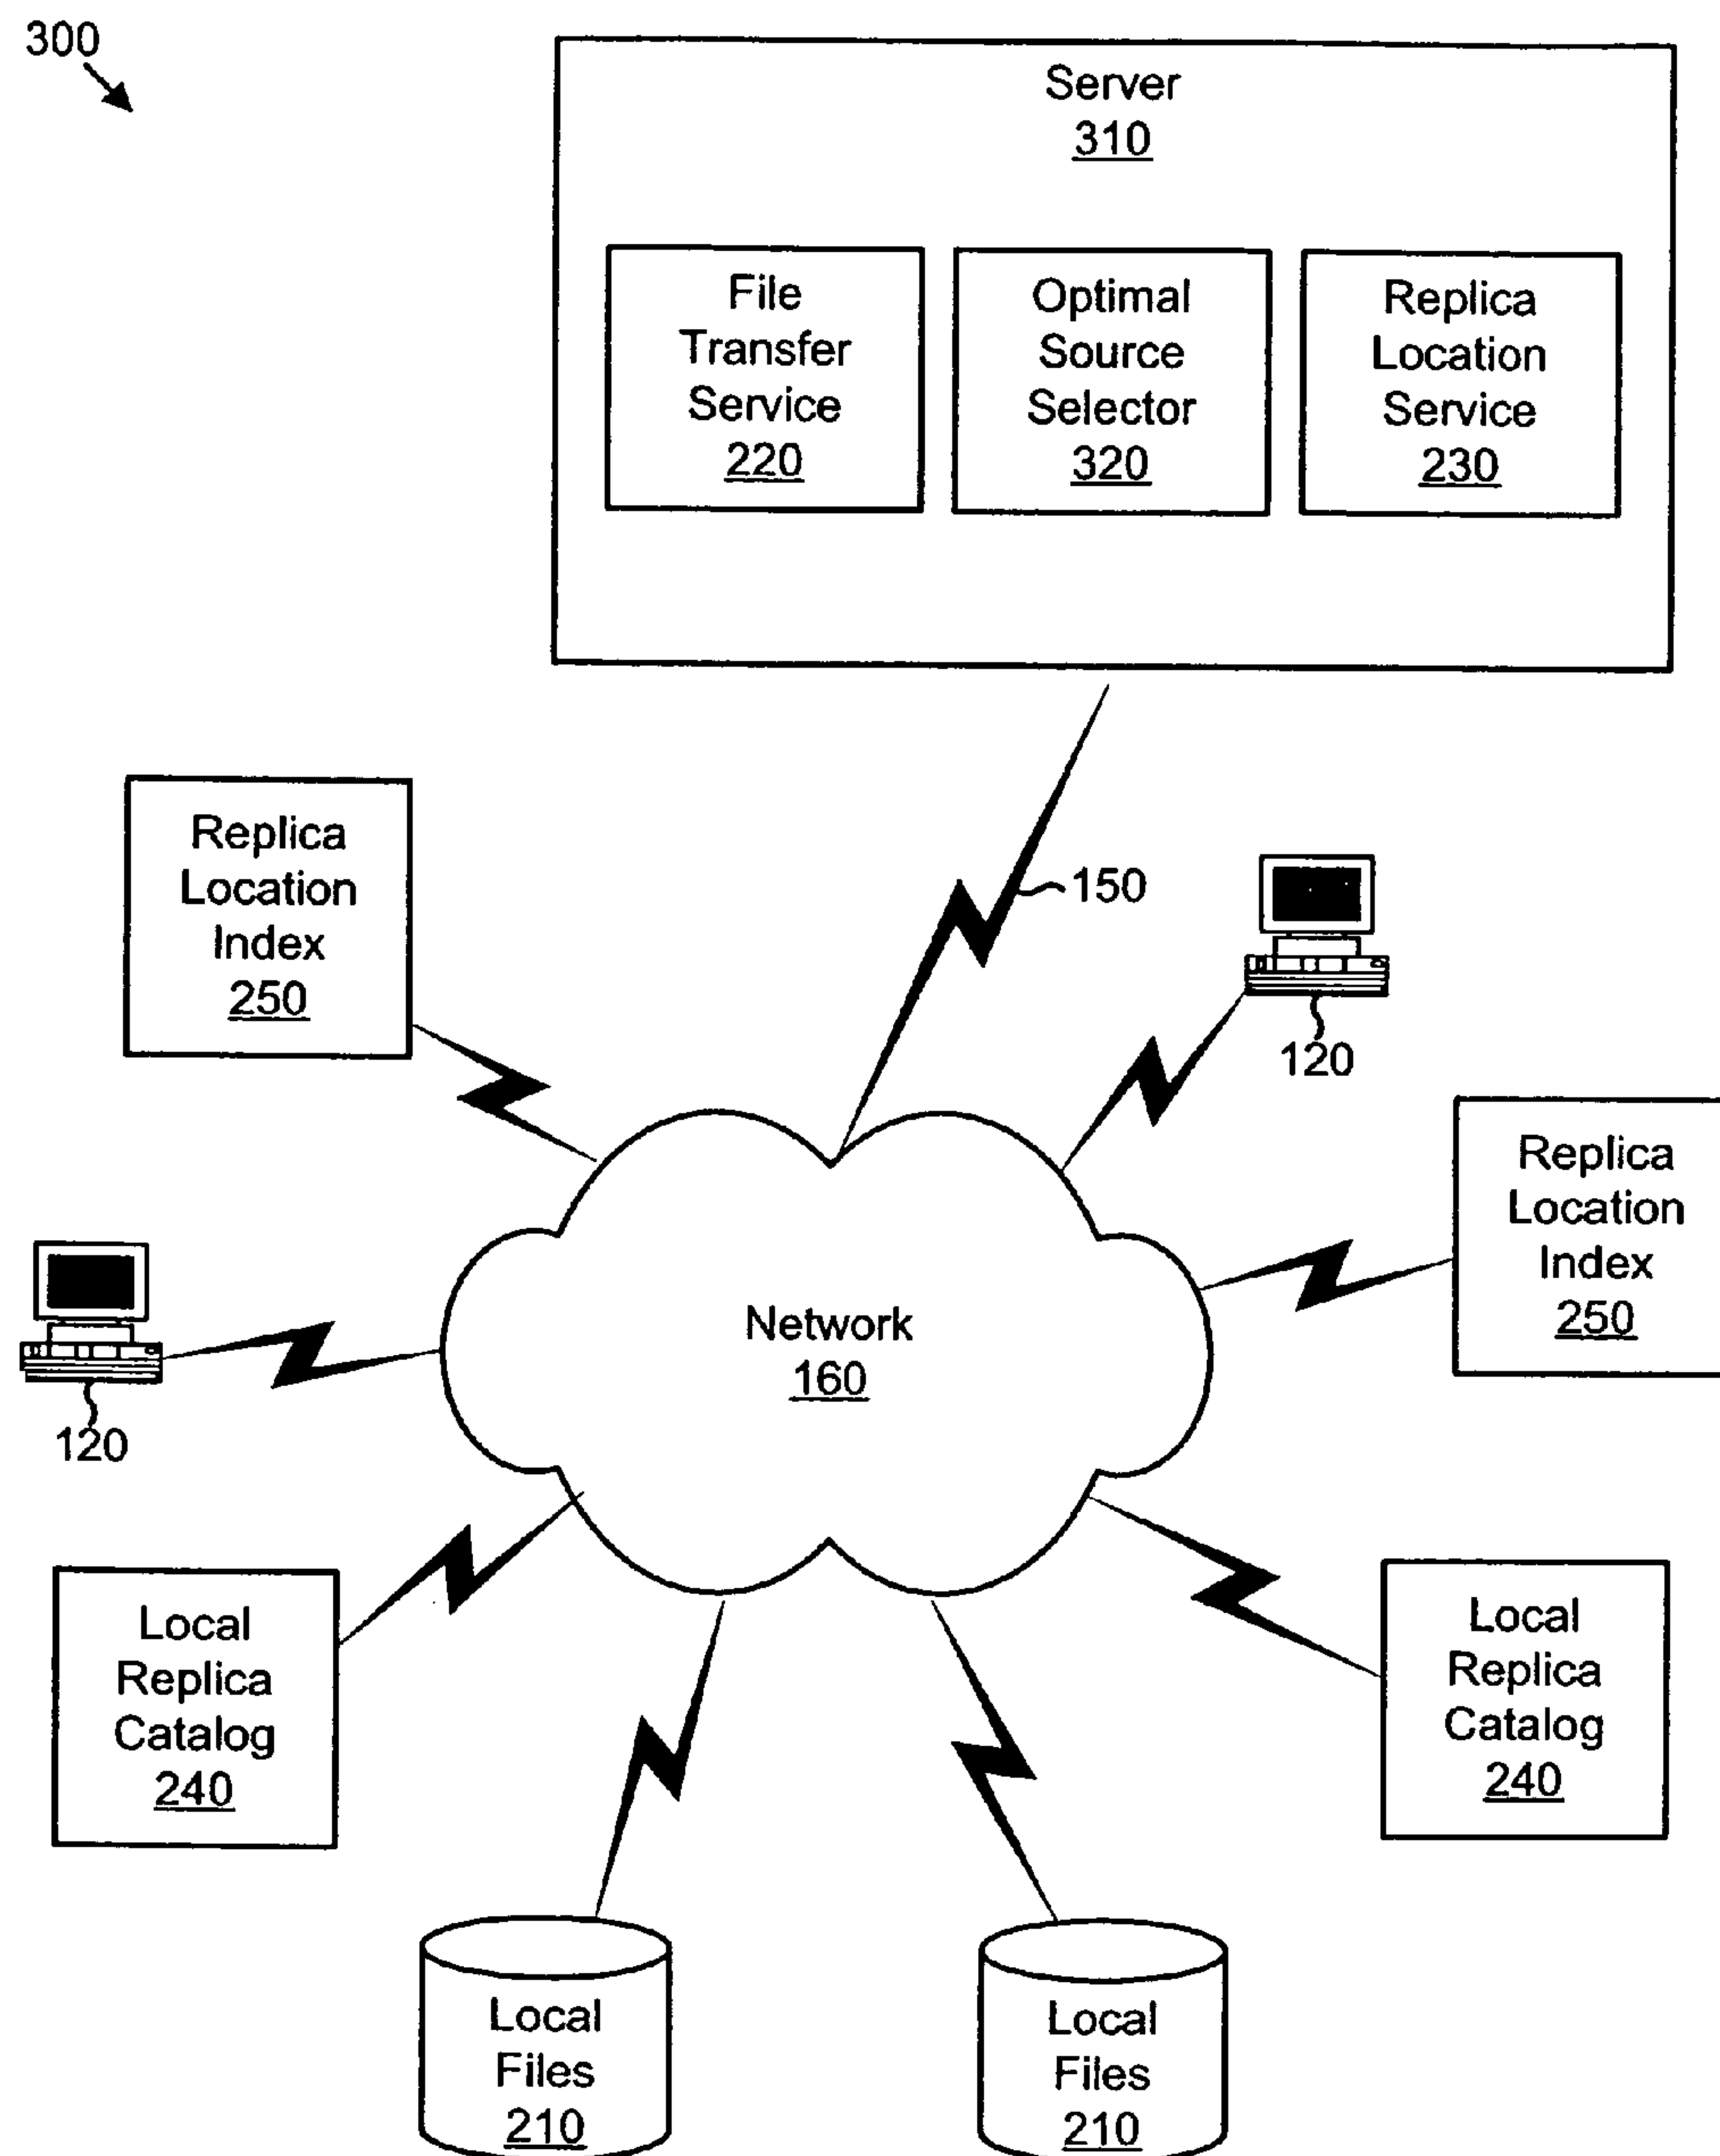 300
Server
310
File
Transfer
Service
220
Optimal
Source
Selector
320
Replica
Location
Service
230
150
Replica
Location
Index
250
120
Replica
Location
Index
250
Network
160
120
Local
Replica
Catalog
240
Local
Replica
Catalog
240
Local
Files
210
Local
Files
210